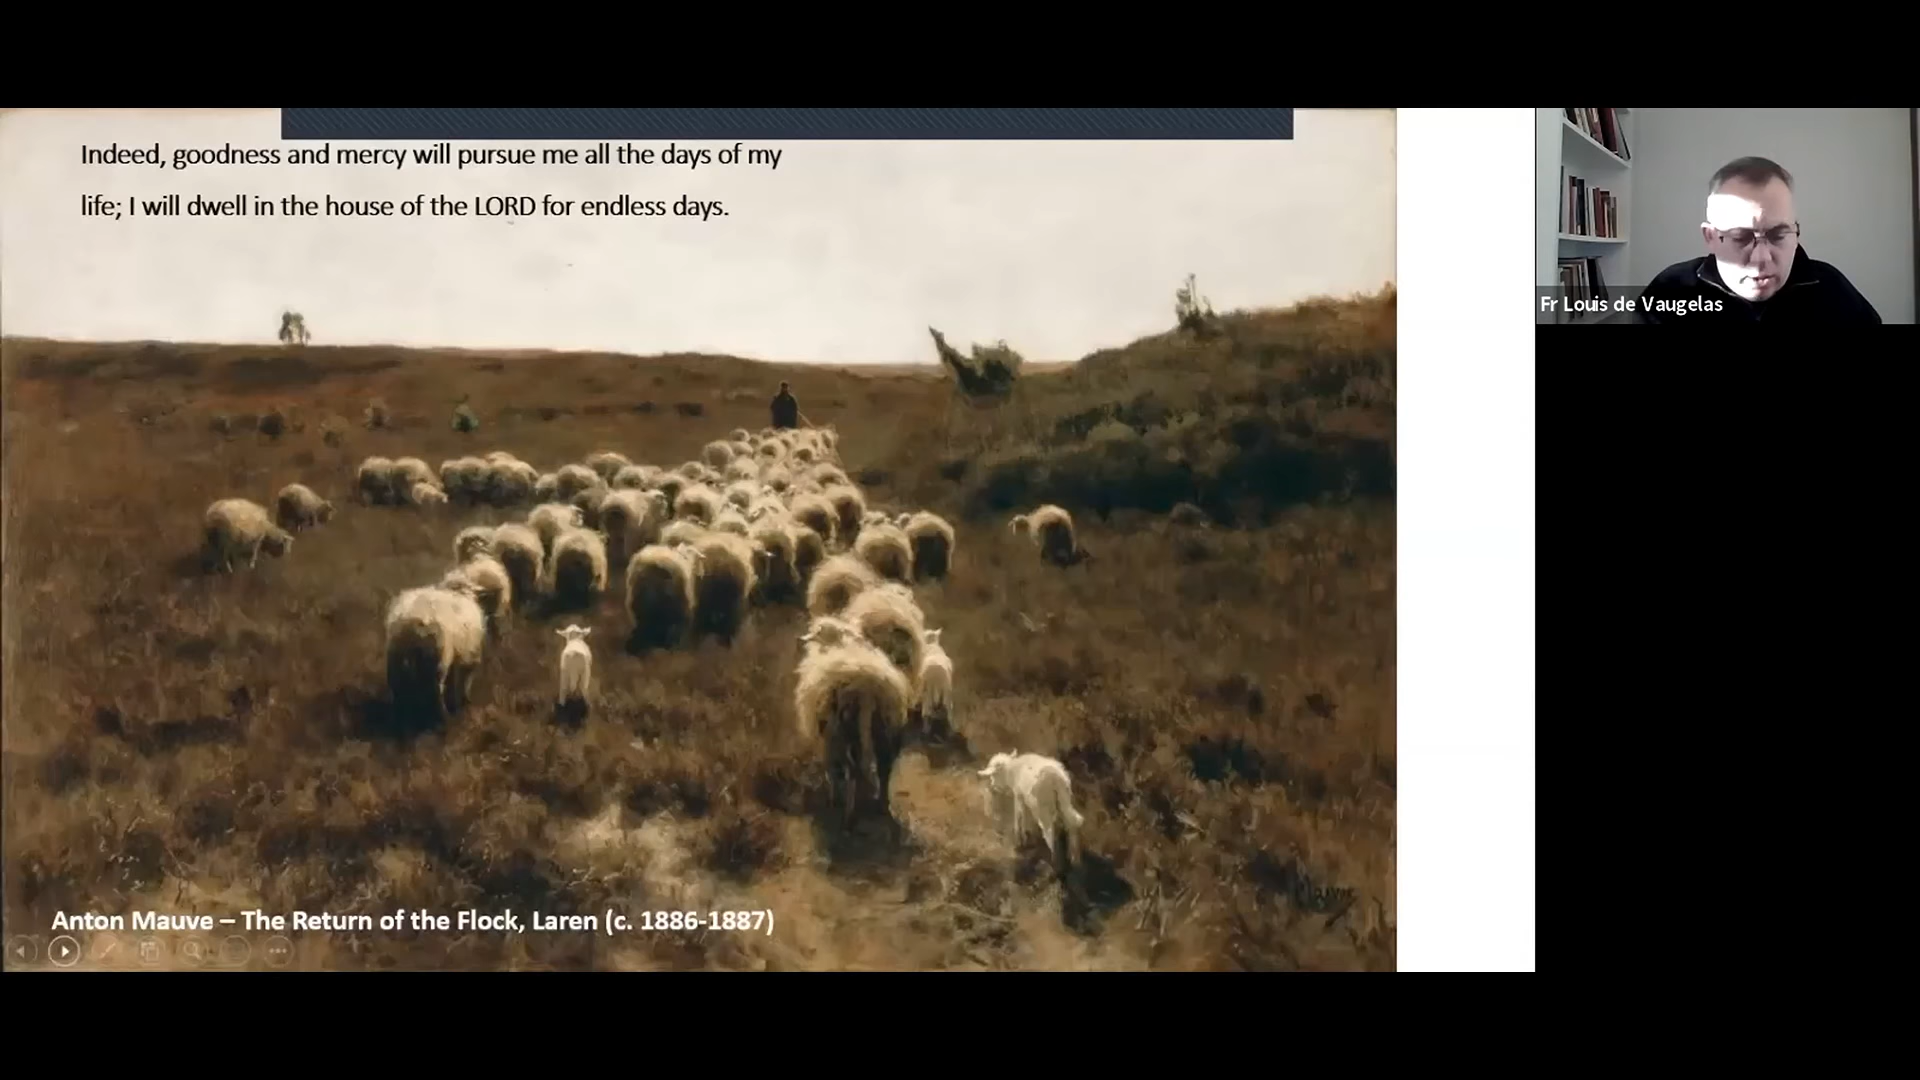 Indeed, goodness and mercy will pursue me all the days of my
life; I will dwell in the house of the LORD for endless days.
Fr Louis de Vaugelas
Anton Mauve – The Return of the Flock, Laren (c. 1886-1887)